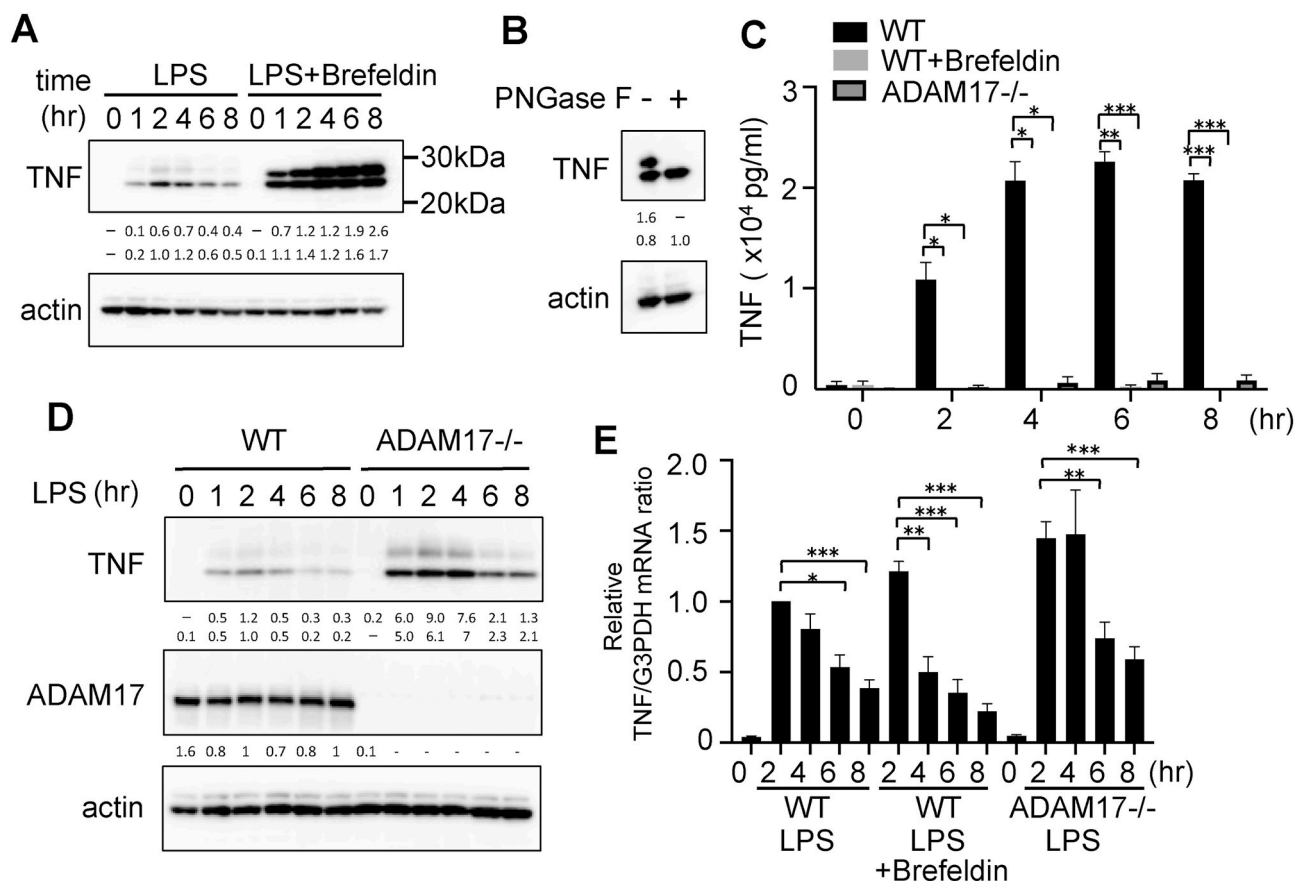 A
time LPS LPS+Brefeldin
(hr) 0 1 2 4 6 8 0 1 2 4 6 8
TNF
30kDa
20kDa
– 0.1 0.6 0.7 0.4 0.4 – 0.7 1.2 1.2 1.9 2.6
– 0.2 1.0 1.2 0.6 0.5 0.1 1.1 1.4 1.2 1.6 1.7
actin
B
PNGase F - +
TNF
1.6 –
0.8 1.0
actin
C
WT
WT+Brefeldin
ADAM17-/-
TNF ( x10⁴ pg/ml)
3
2
1
0
* * * * *** ** *** ***
0 2 4 6 8 (hr)
D
WT ADAM17-/-
LPS (hr) 0 1 2 4 6 8 0 1 2 4 6 8
TNF
– 0.5 1.2 0.5 0.3 0.3 0.2 6.0 9.0 7.6 2.1 1.3
0.1 0.5 1.0 0.5 0.2 0.2 – 5.0 6.1 7 2.3 2.1
ADAM17
1.6 0.8 1 0.7 0.8 1 0.1 - - - - -
actin
E
Relative
TNF/G3PDH mRNA ratio
2.0
1.5
1.0
0.5
0
*** * *** *** ** *** **
0 2 4 6 8 2 4 6 8 0 2 4 6 8 (hr)
WT WT ADAM17-/-
LPS LPS LPS
+Brefeldin